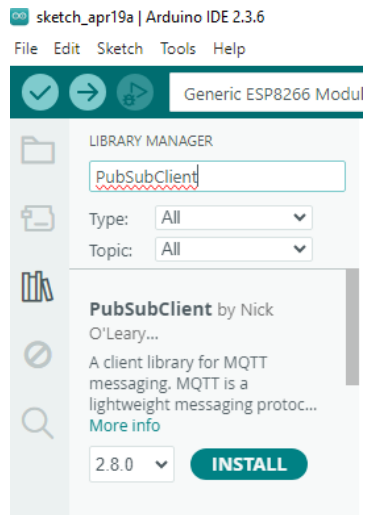 sketch_apr19a | Arduino IDE 2.3.6
File Edit Sketch Tools Help
Generic ESP8266 Modul
LIBRARY MANAGER
PubSubClient
Type: All
Topic: All
PubSubClient by Nick
O'Leary...
A client library for MQTT
messaging. MQTT is a
lightweight messaging protoc...
More info
2.8.0 INSTALL